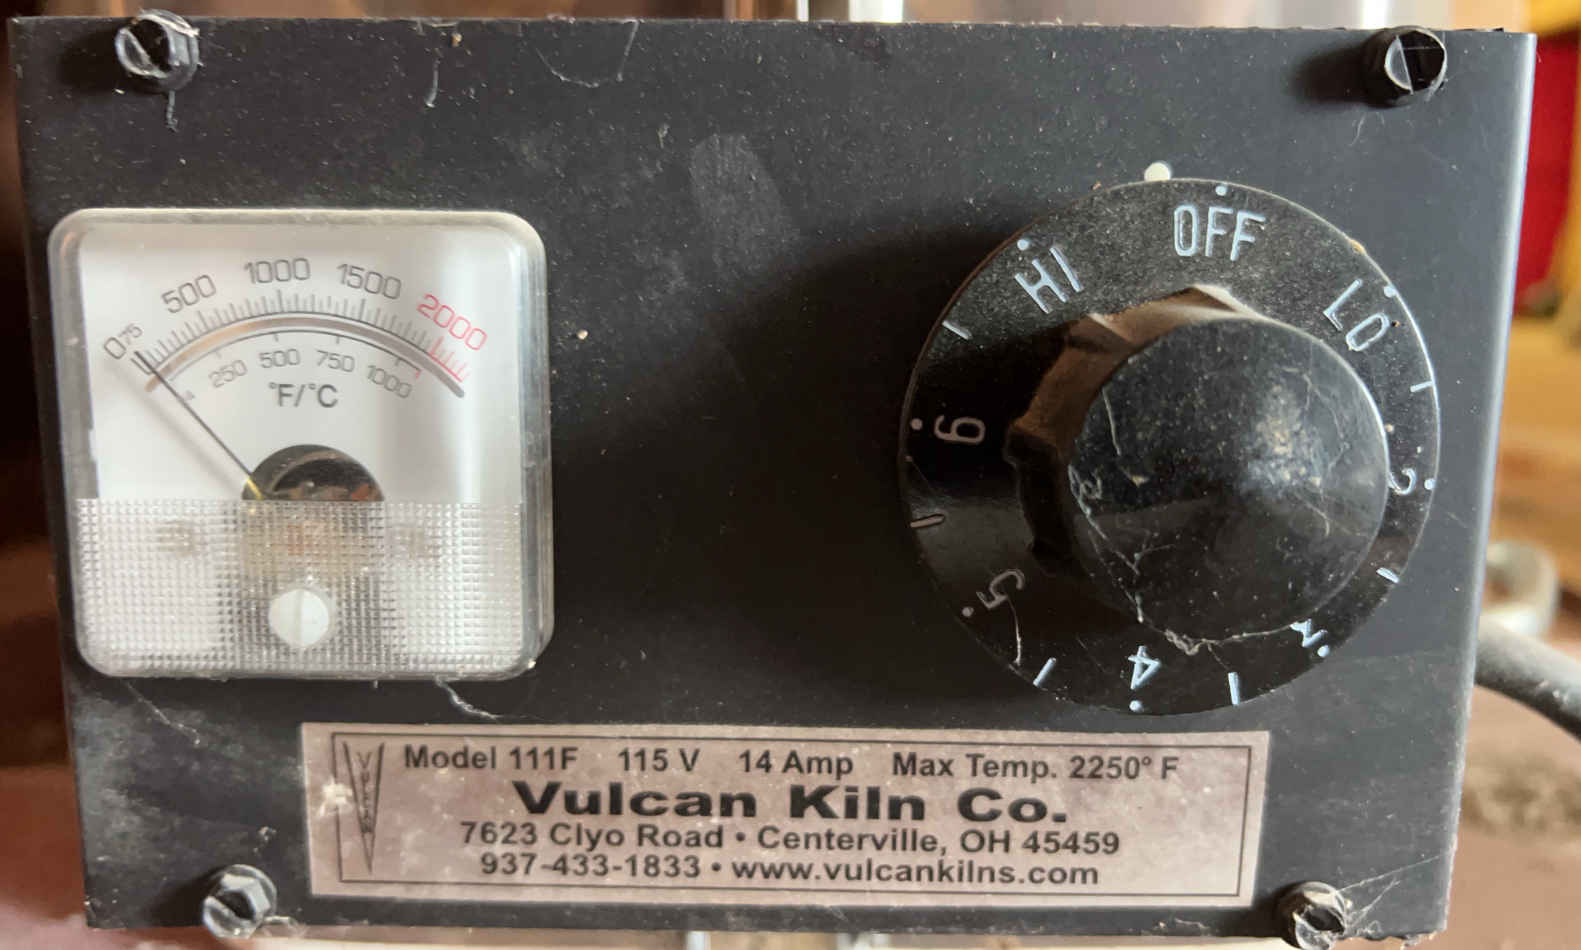 0 75 500 1000 1500 2000
250 500 750 1000
°F/°C
OFF
LO
2
3
4
5
6
HI
VULCAN
Model 111F 115 V 14 Amp Max Temp. 2250° F
Vulcan Kiln Co.
7623 Clyo Road • Centerville, OH 45459
937-433-1833 • www.vulcankilns.com